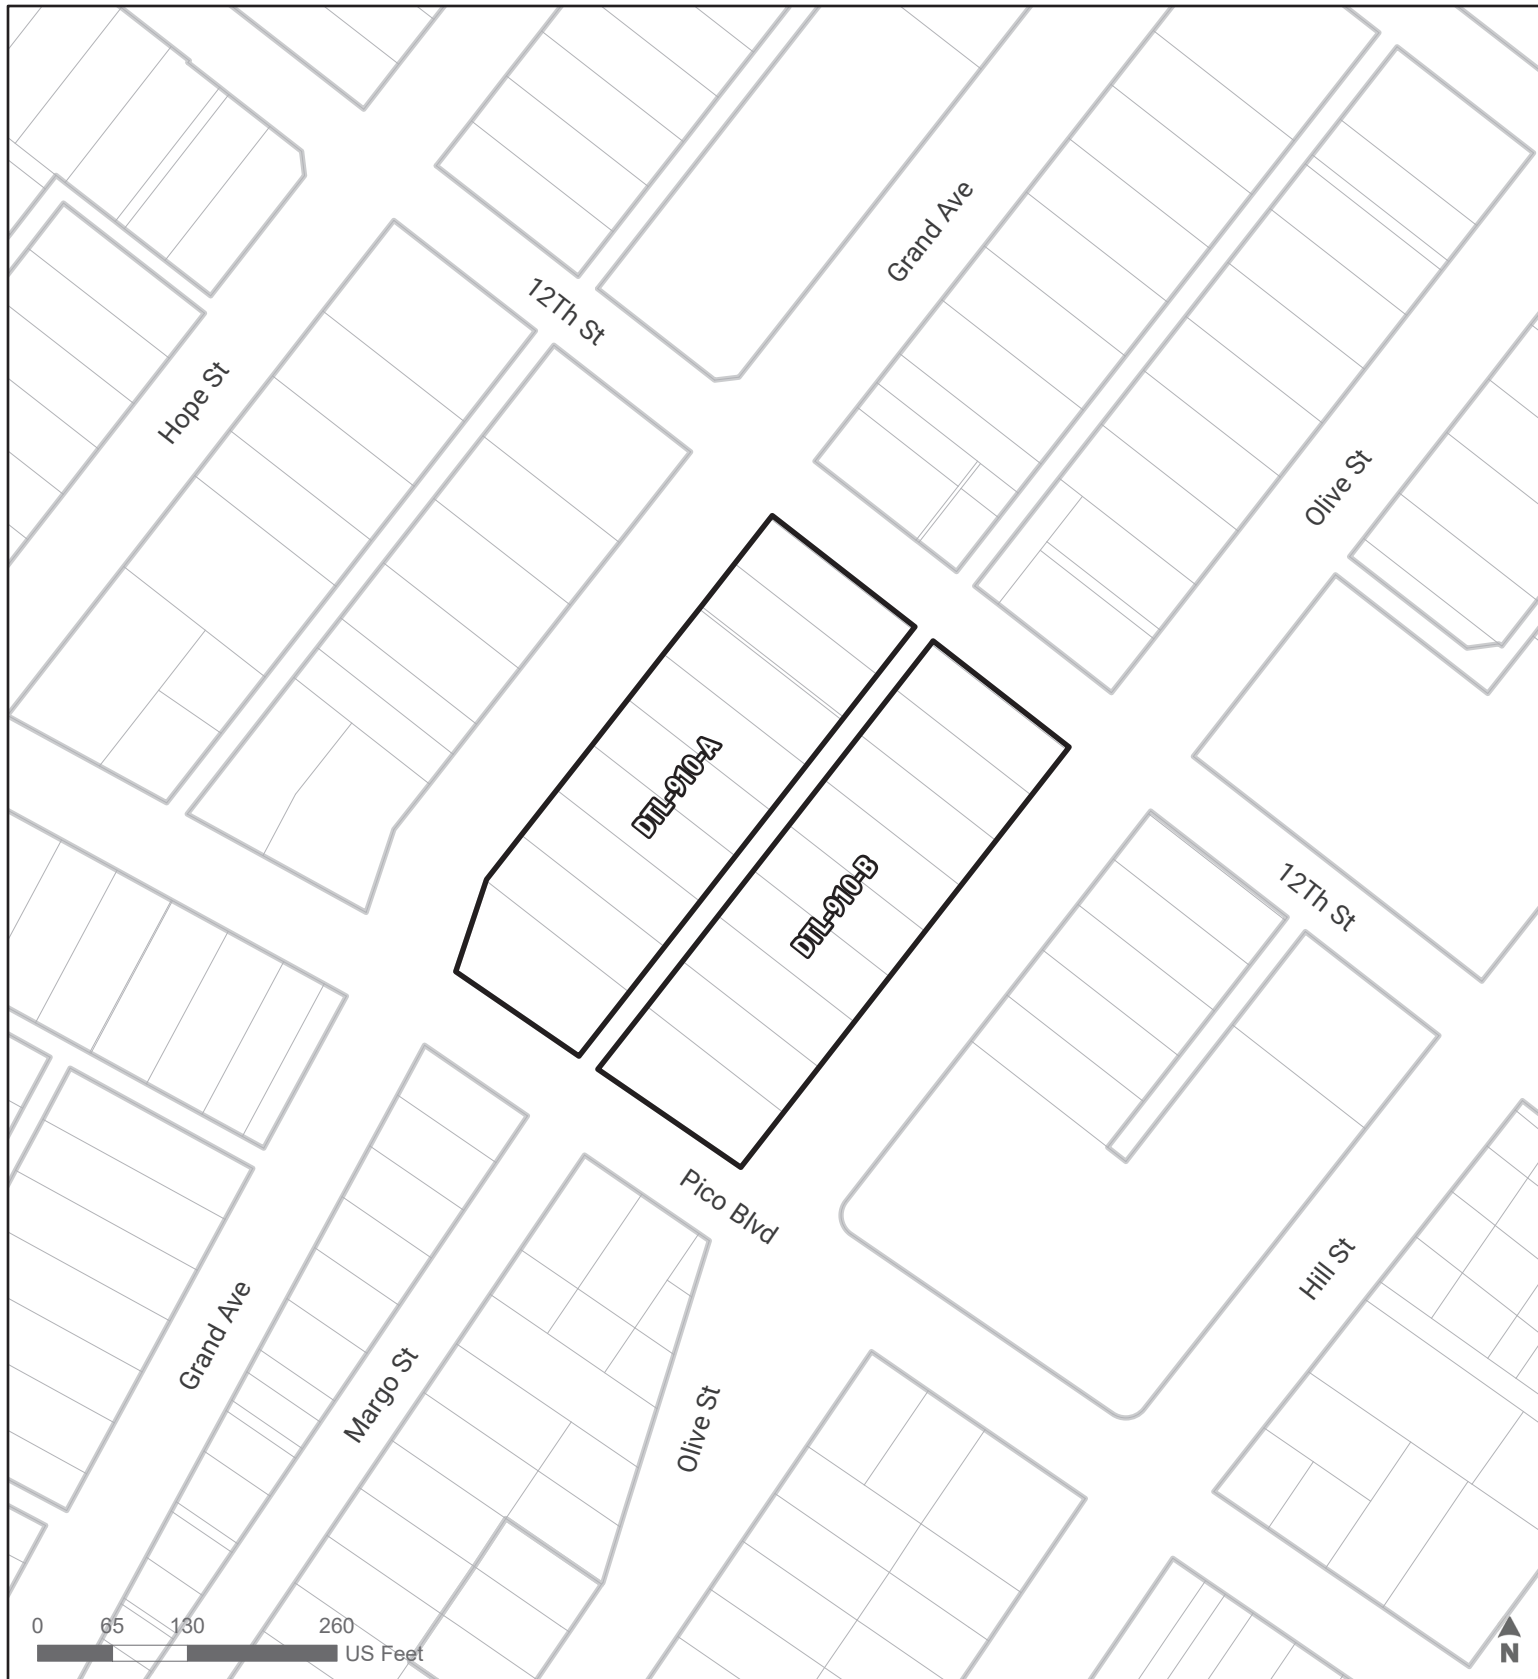 Grand Ave
12Th St
Hope St
Olive St
DTL-910-A
DTL-910-B
12Th St
Pico Blvd
Hill St
Grand Ave
Margo St
Olive St
0 65 130 260
US Feet
N